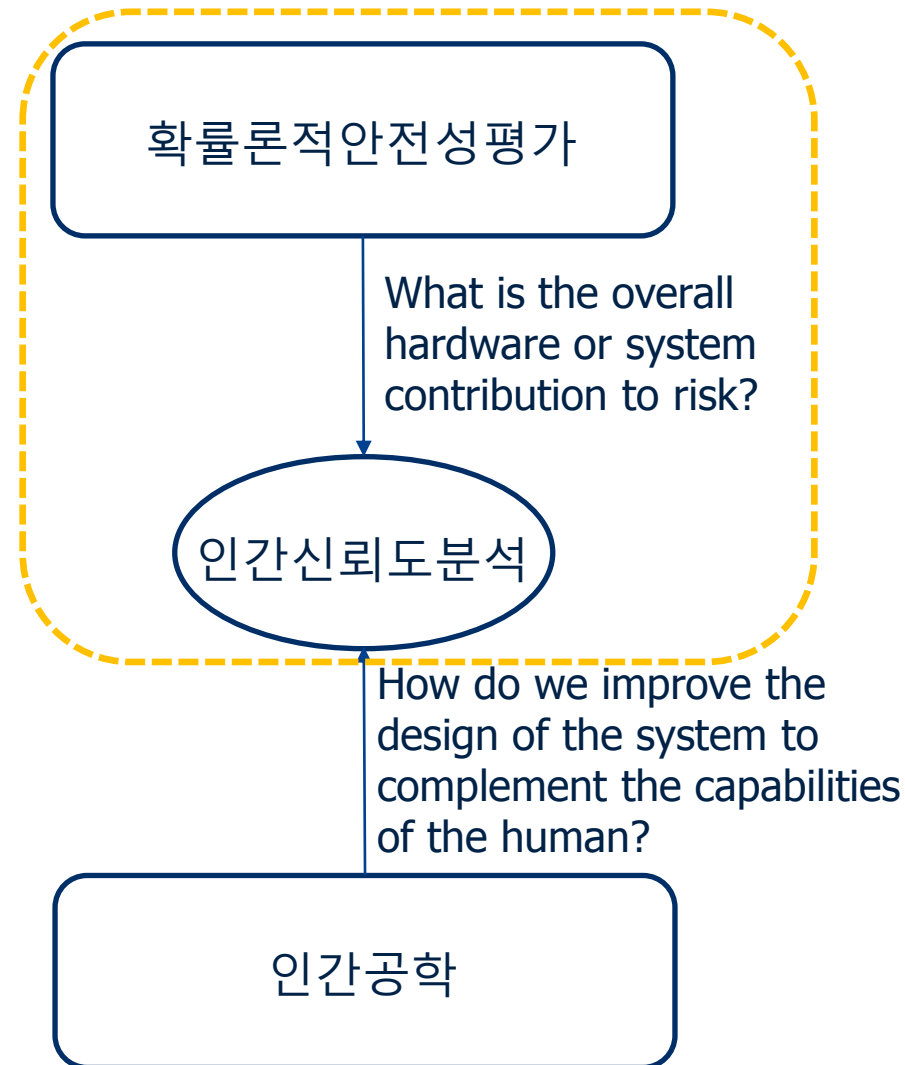 확률론적안전성평가
What is the overall
hardware or system
contribution to risk?
인간신뢰도분석
How do we improve the
design of the system to
complement the capabilities
of the human?
인간공학